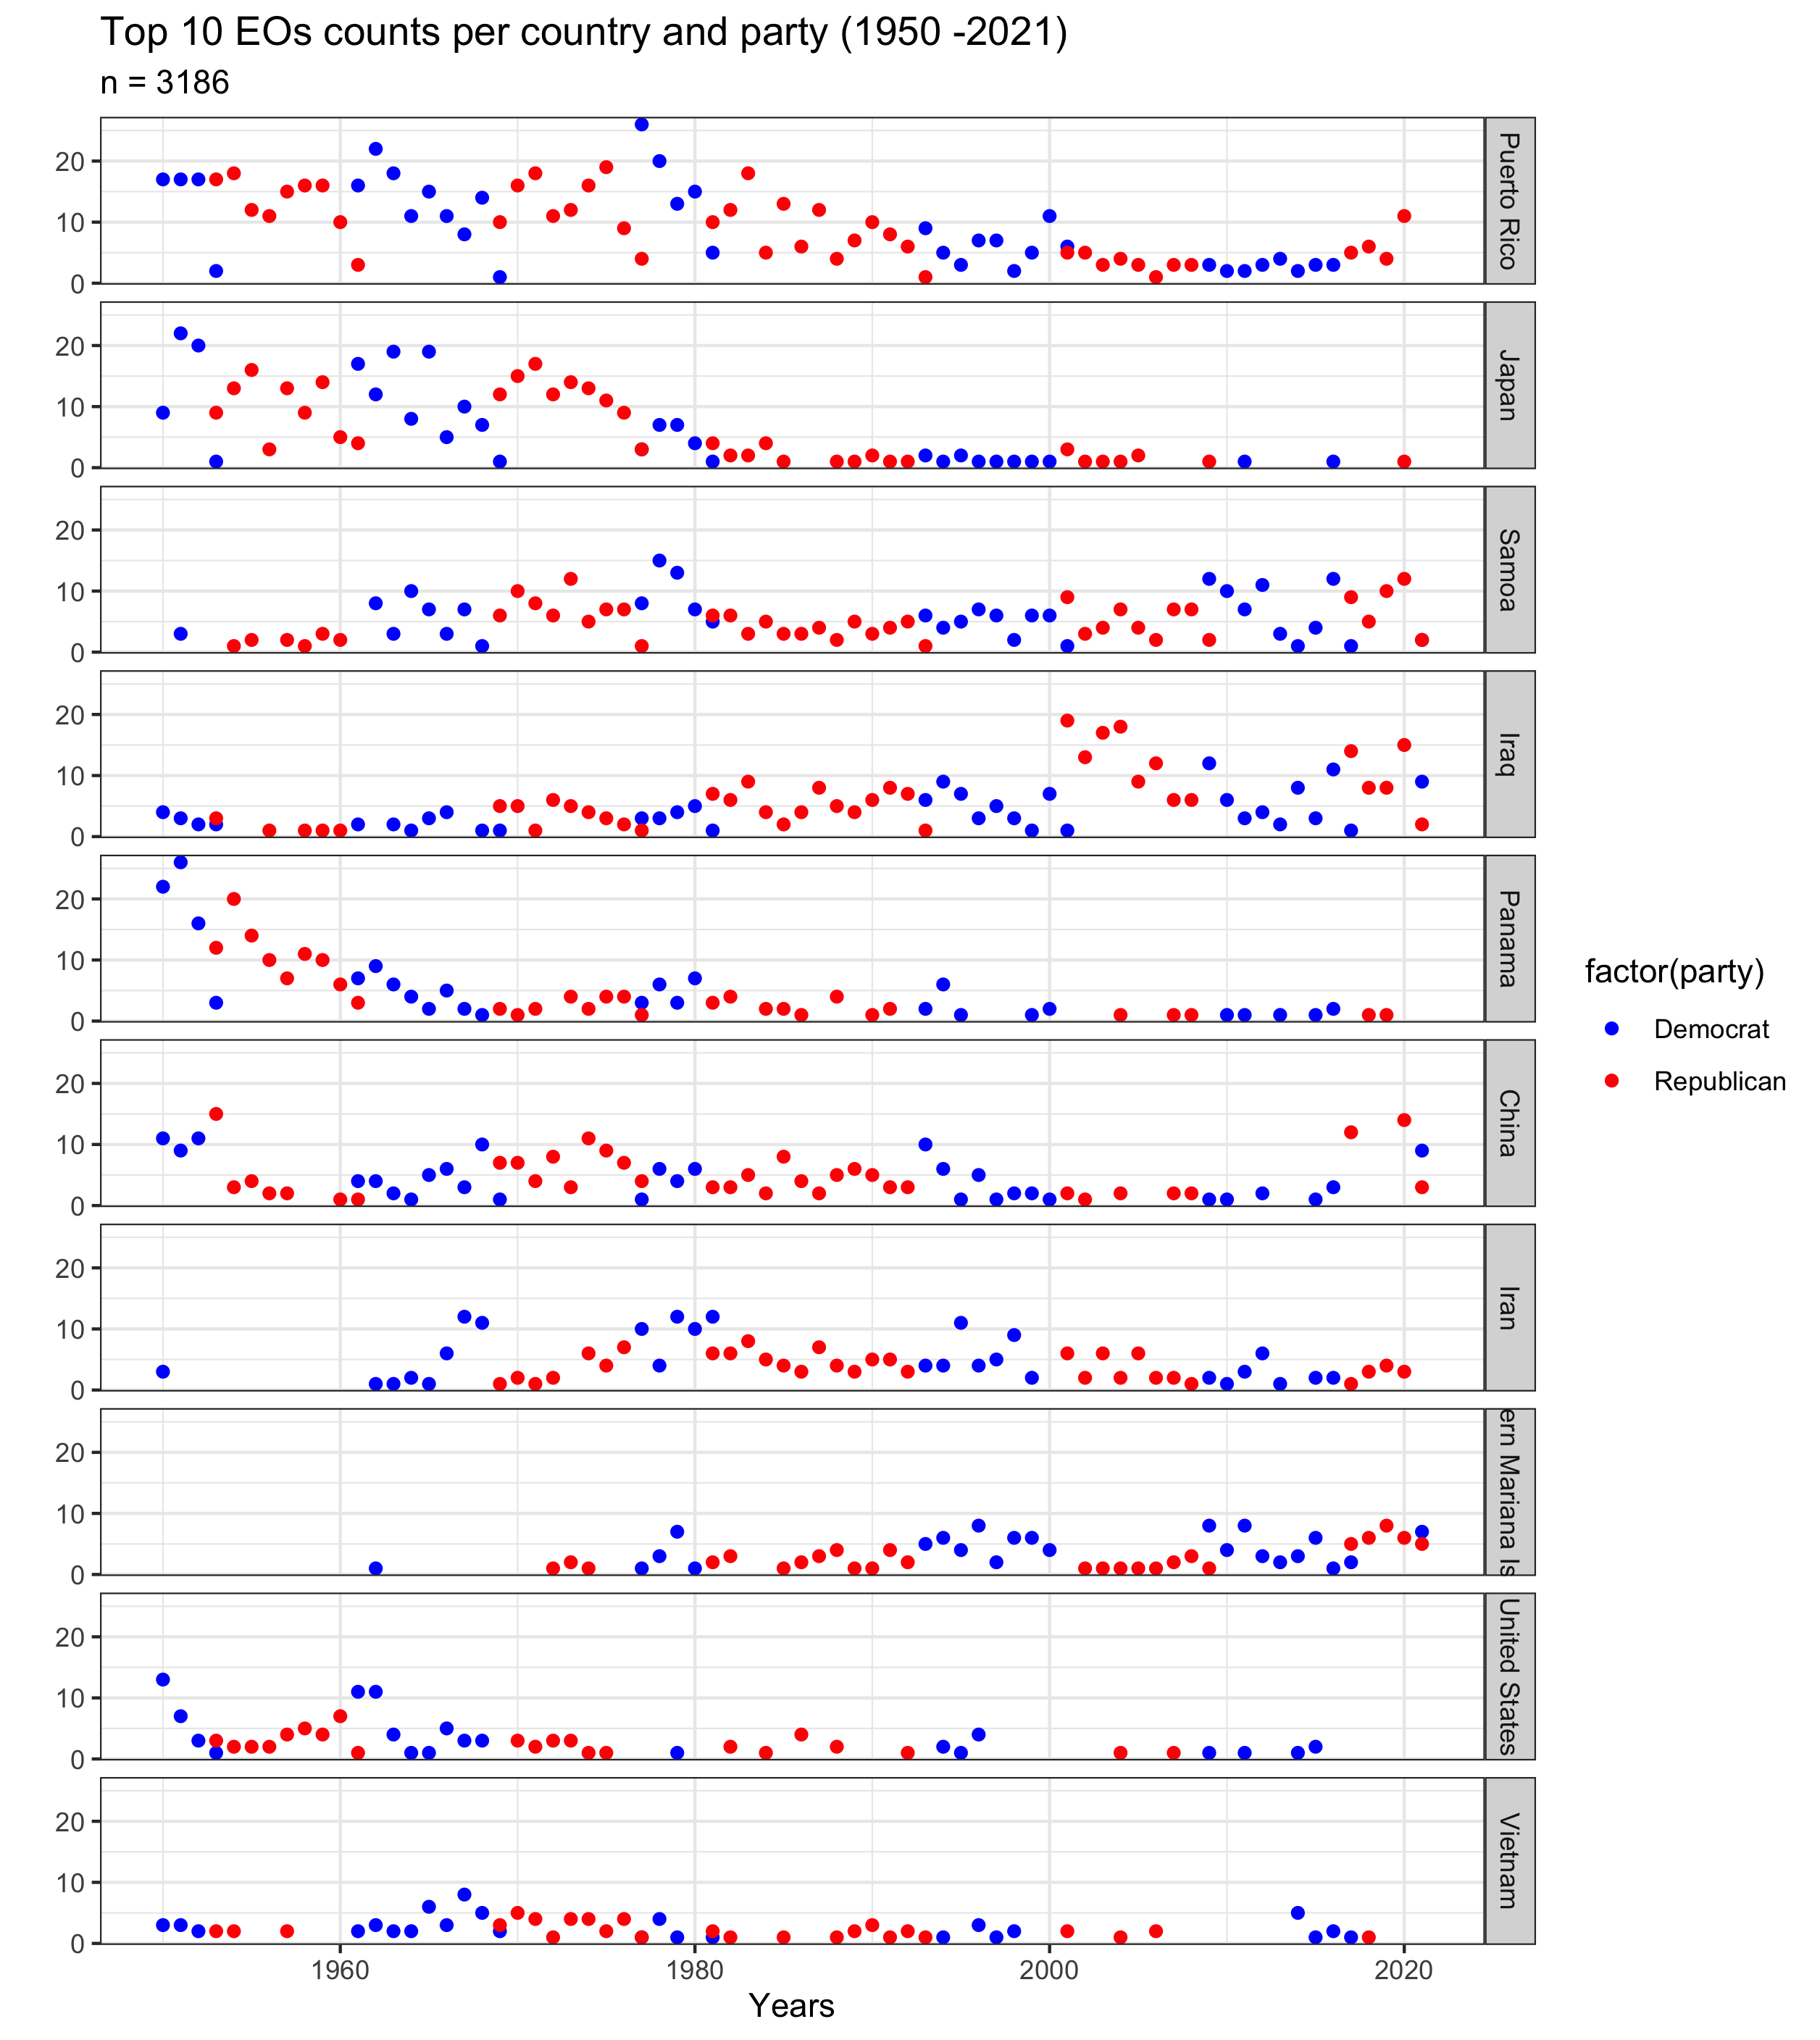 Top 10 EOs counts per country and party (1950 -2021)
n = 3186
20
10
0
Puerto Rico
20
10
0
Japan
20
10
0
Samoa
20
10
0
Iraq
20
10
0
Panama
20
10
0
China
20
10
0
Iran
20
10
0
ern Mariana Is
20
10
0
United States
20
10
0
Vietnam
1960
1980
2000
2020
Years
factor(party)
Democrat
Republican